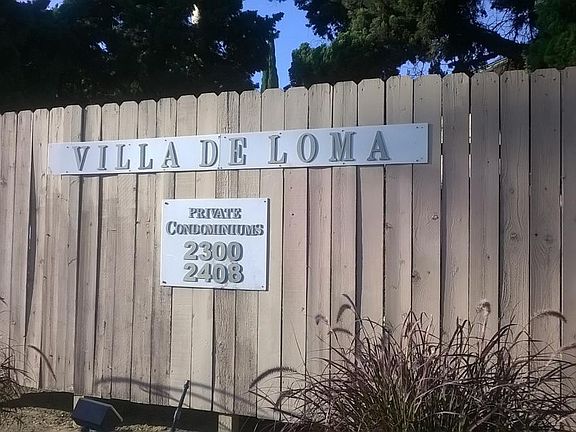 VILLA DE LOMA
PRIVATE
CONDOMINIUMS
2300
2408